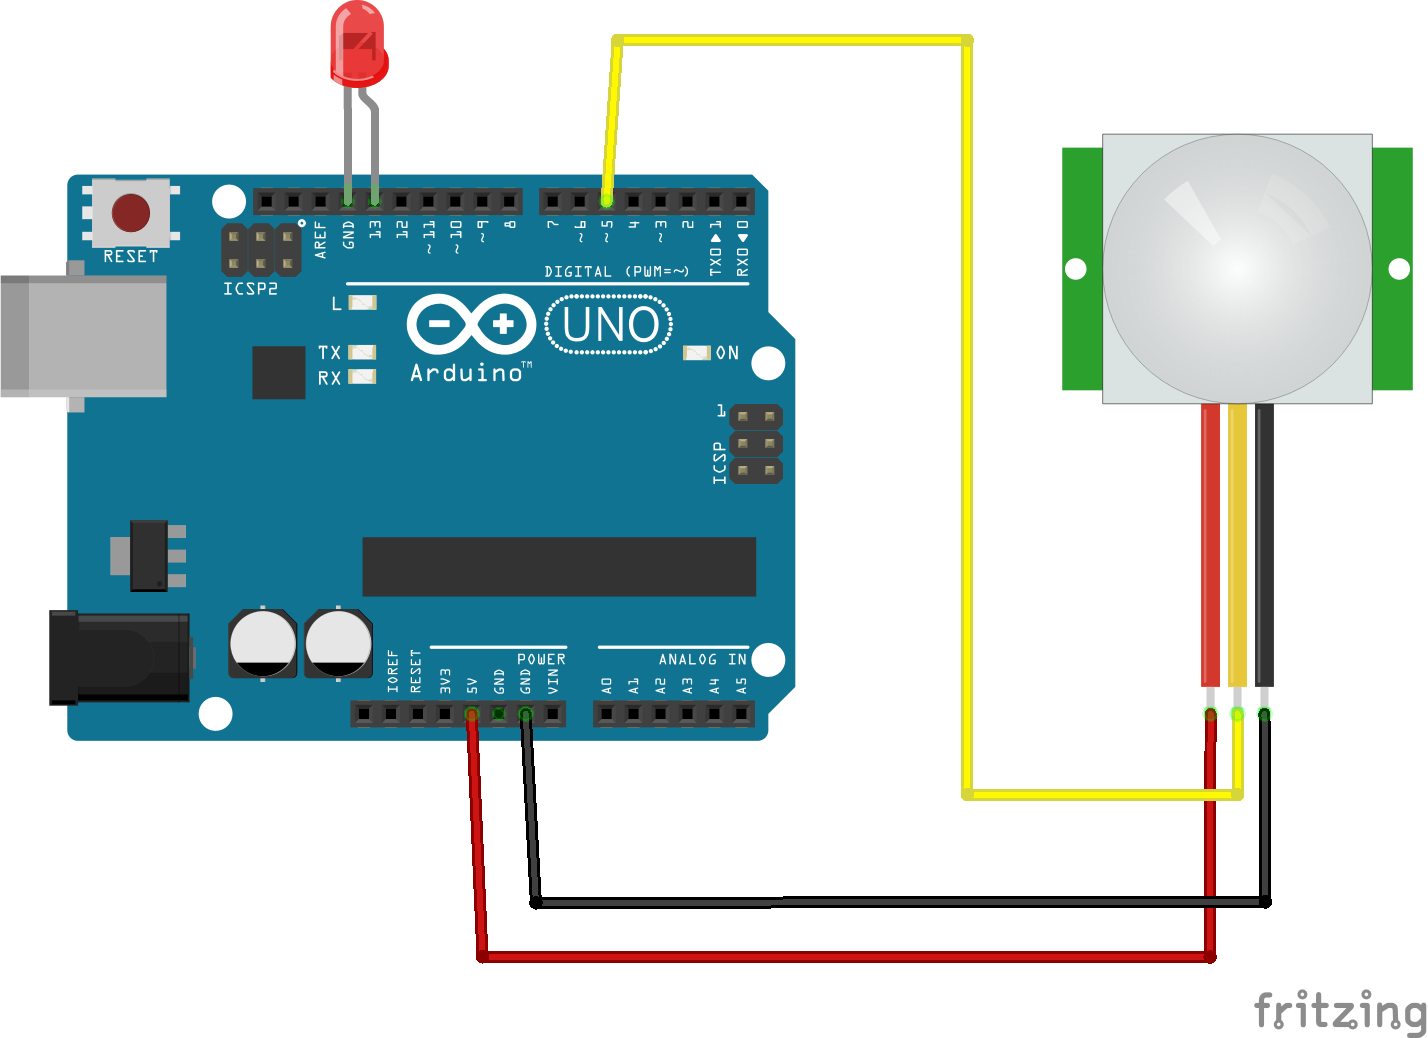 RESET
ICSP2
AREF
GND
13
12
~11
~10
~9
8
7
~6
~5
4
~3
2
TX0▶1
RX0◀0
DIGITAL (PWM=~)
L
TX
RX
UNO
ON
Arduino™
1
ICSP
POWER
ANALOG IN
IOREF
RESET
3V3
5V
GND
GND
VIN
A0
A1
A2
A3
A4
A5
fritzing